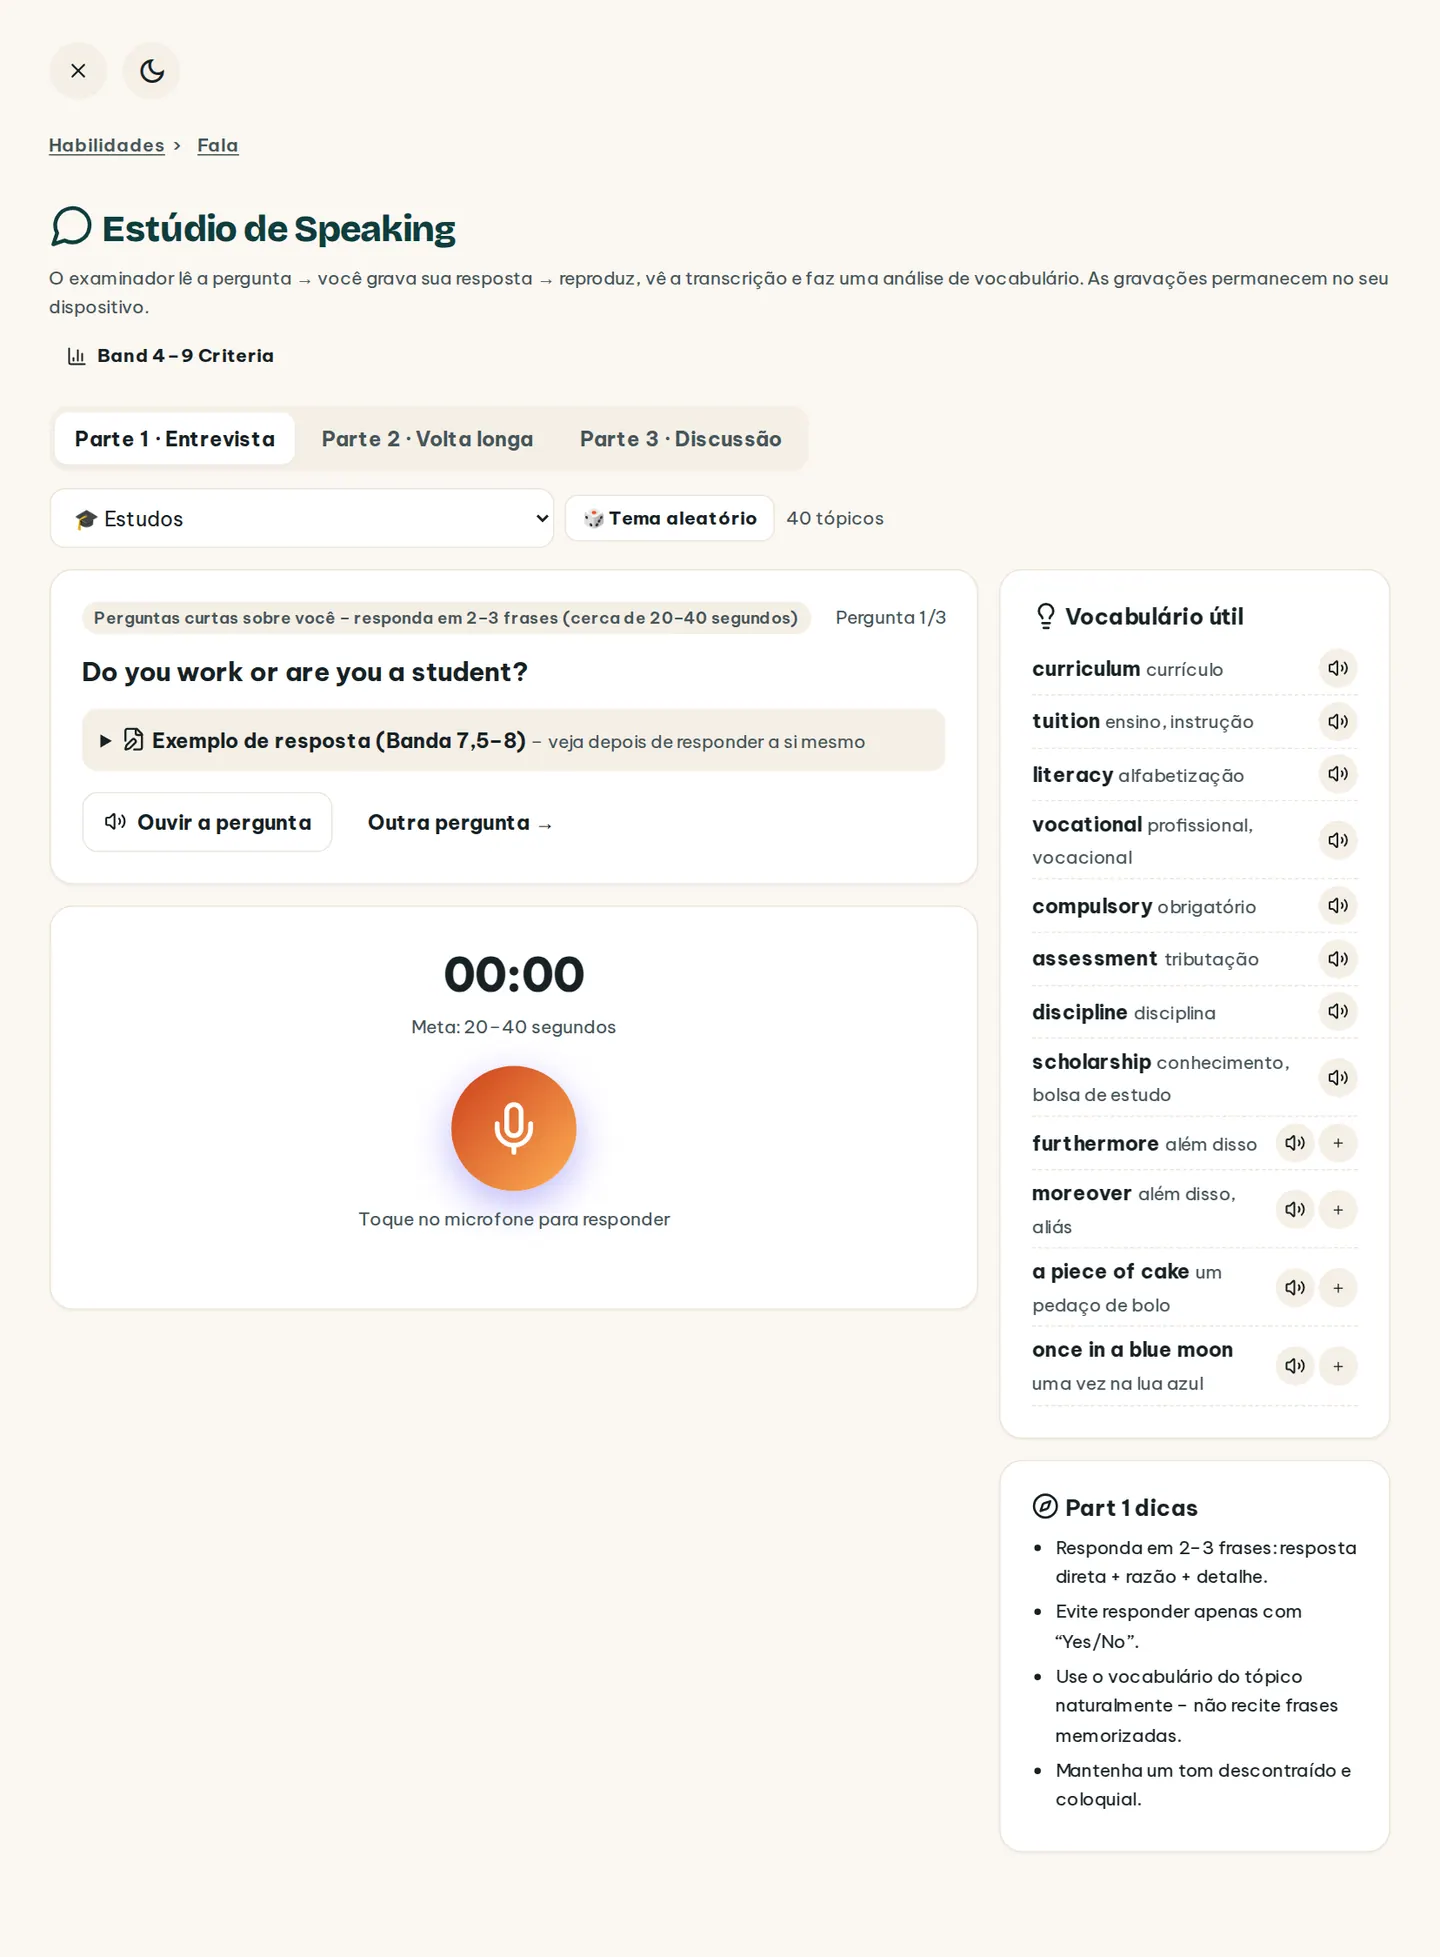 Habilidades › Fala
Estúdio de Speaking
O examinador lê a pergunta → você grava sua resposta → reproduz, vê a transcrição e faz uma análise de vocabulário. As gravações permanecem no seu
dispositivo.
Band 4–9 Criteria
Parte 1 · Entrevista
Parte 2 · Volta longa
Parte 3 · Discussão
🎓 Estudos
🎲 Tema aleatório
40 tópicos
Perguntas curtas sobre você – responda em 2–3 frases (cerca de 20–40 segundos)
Pergunta 1/3
Do you work or are you a student?
Exemplo de resposta (Banda 7,5–8) – veja depois de responder a si mesmo
Ouvir a pergunta
Outra pergunta →
00:00
Meta: 20–40 segundos
Toque no microfone para responder
Vocabulário útil
curriculum currículo
tuition ensino, instrução
literacy alfabetização
vocational profissional,
vocacional
compulsory obrigatório
assessment tributação
discipline disciplina
scholarship conhecimento,
bolsa de estudo
furthermore além disso
+
moreover além disso,
aliás
+
a piece of cake um
pedaço de bolo
+
once in a blue moon
uma vez na lua azul
+
Part 1 dicas
• Responda em 2–3 frases: resposta
direta + razão + detalhe.
• Evite responder apenas com
“Yes/No”.
• Use o vocabulário do tópico
naturalmente – não recite frases
memorizadas.
• Mantenha um tom descontraído e
coloquial.